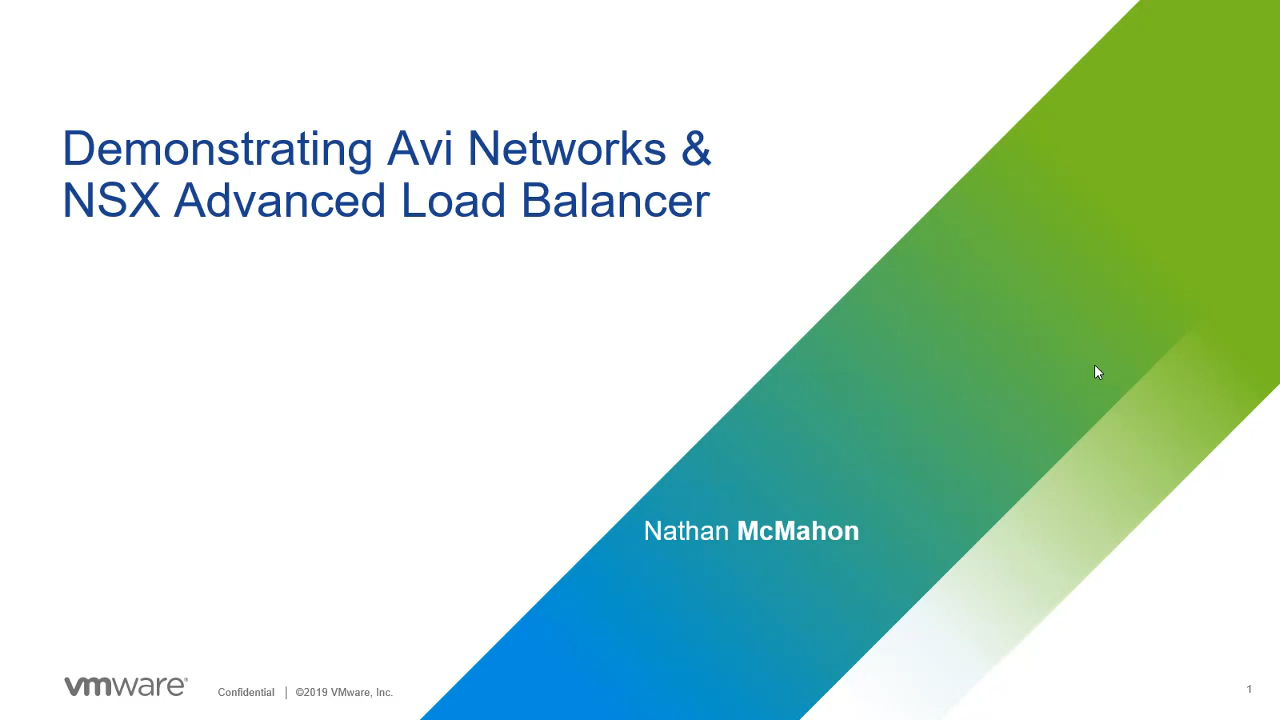 Demonstrating Avi Networks &
NSX Advanced Load Balancer
Nathan McMahon
vmware®
Confidential | ©2019 VMware, Inc.
1